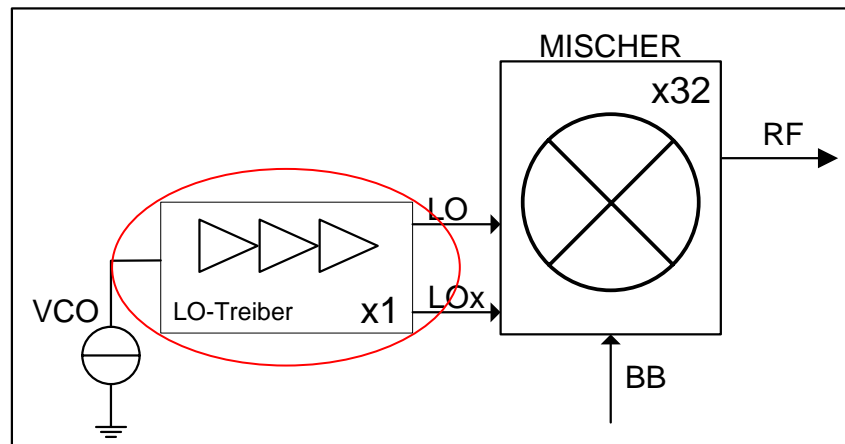 MISCHER
x32
RF
LO
LO-Treiber
x1
LOx
VCO
BB